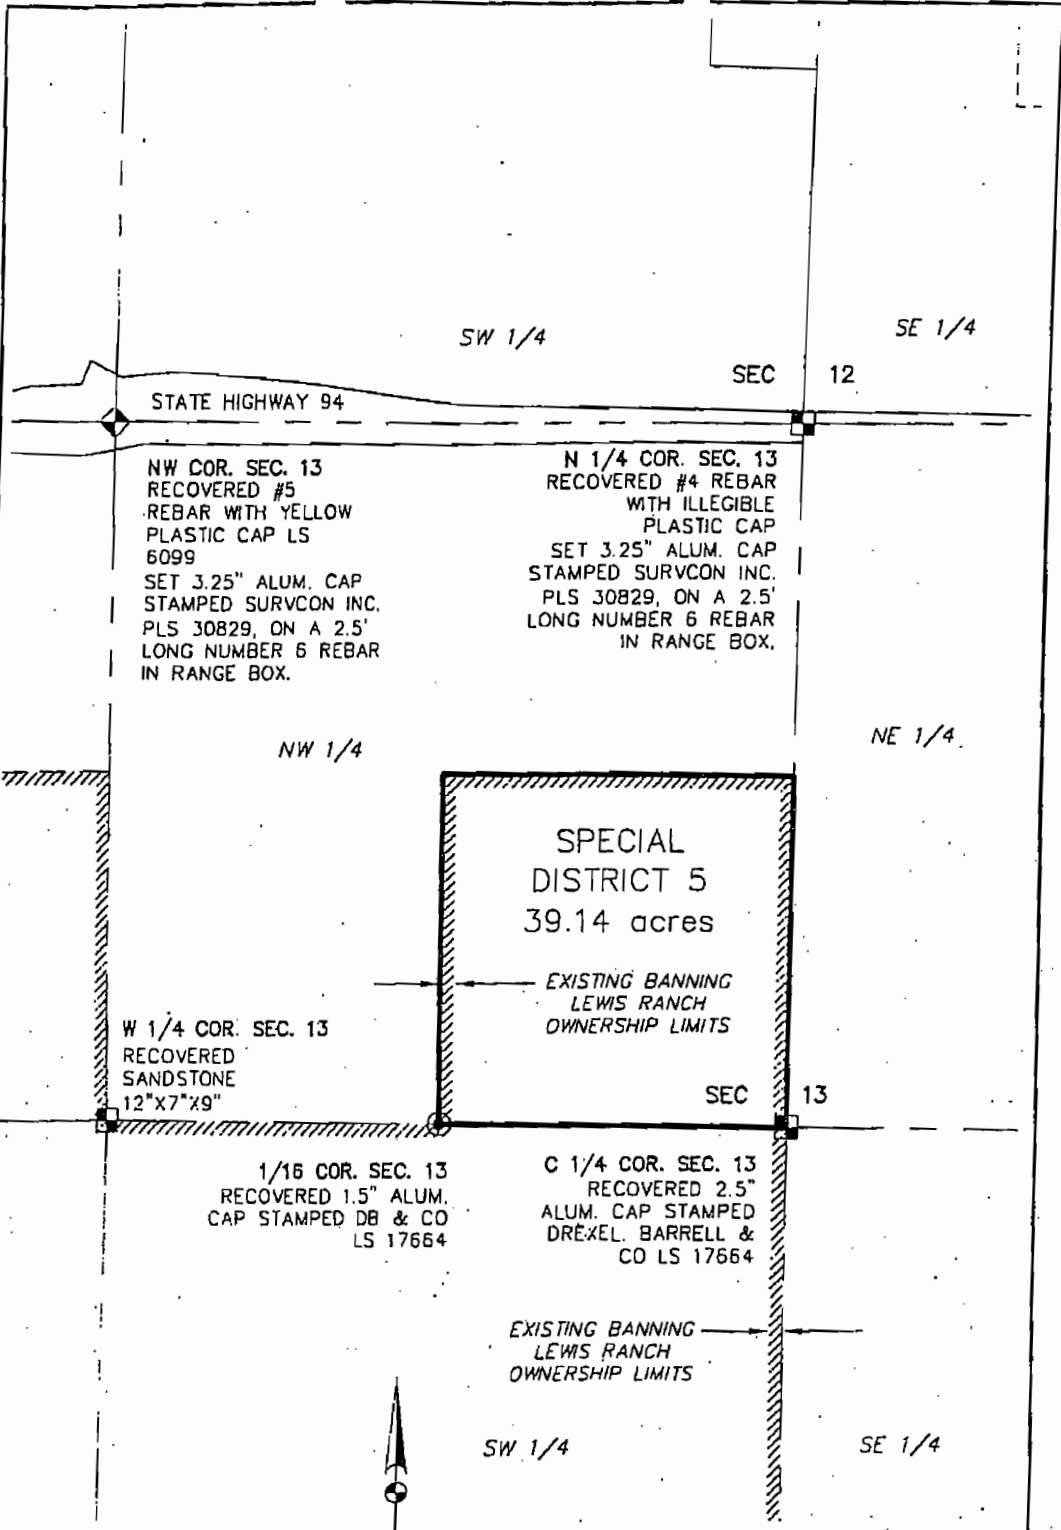 SW 1/4
SE 1/4
SEC 12
STATE HIGHWAY 94
NW COR. SEC. 13
RECOVERED #5
REBAR WITH YELLOW
PLASTIC CAP LS
6099
SET 3.25" ALUM. CAP
STAMPED SURVCON INC.
PLS 30829, ON A 2.5'
LONG NUMBER 6 REBAR
IN RANGE BOX.
N 1/4 COR. SEC. 13
RECOVERED #4 REBAR
WITH ILLEGIBLE
PLASTIC CAP
SET 3.25" ALUM. CAP
STAMPED SURVCON INC.
PLS 30829, ON A 2.5'
LONG NUMBER 6 REBAR
IN RANGE BOX.
NW 1/4
NE 1/4
SPECIAL
DISTRICT 5
39.14 acres
EXISTING BANNING
LEWIS RANCH
OWNERSHIP LIMITS
W 1/4 COR. SEC. 13
RECOVERED
SANDSTONE
12"X7"X9"
SEC 13
1/16 COR. SEC. 13
RECOVERED 1.5" ALUM.
CAP STAMPED DB & CO
LS 17664
C 1/4 COR. SEC. 13
RECOVERED 2.5"
ALUM. CAP STAMPED
DREXEL. BARRELL &
CO LS 17664
EXISTING BANNING
LEWIS RANCH
OWNERSHIP LIMITS
SW 1/4
SE 1/4